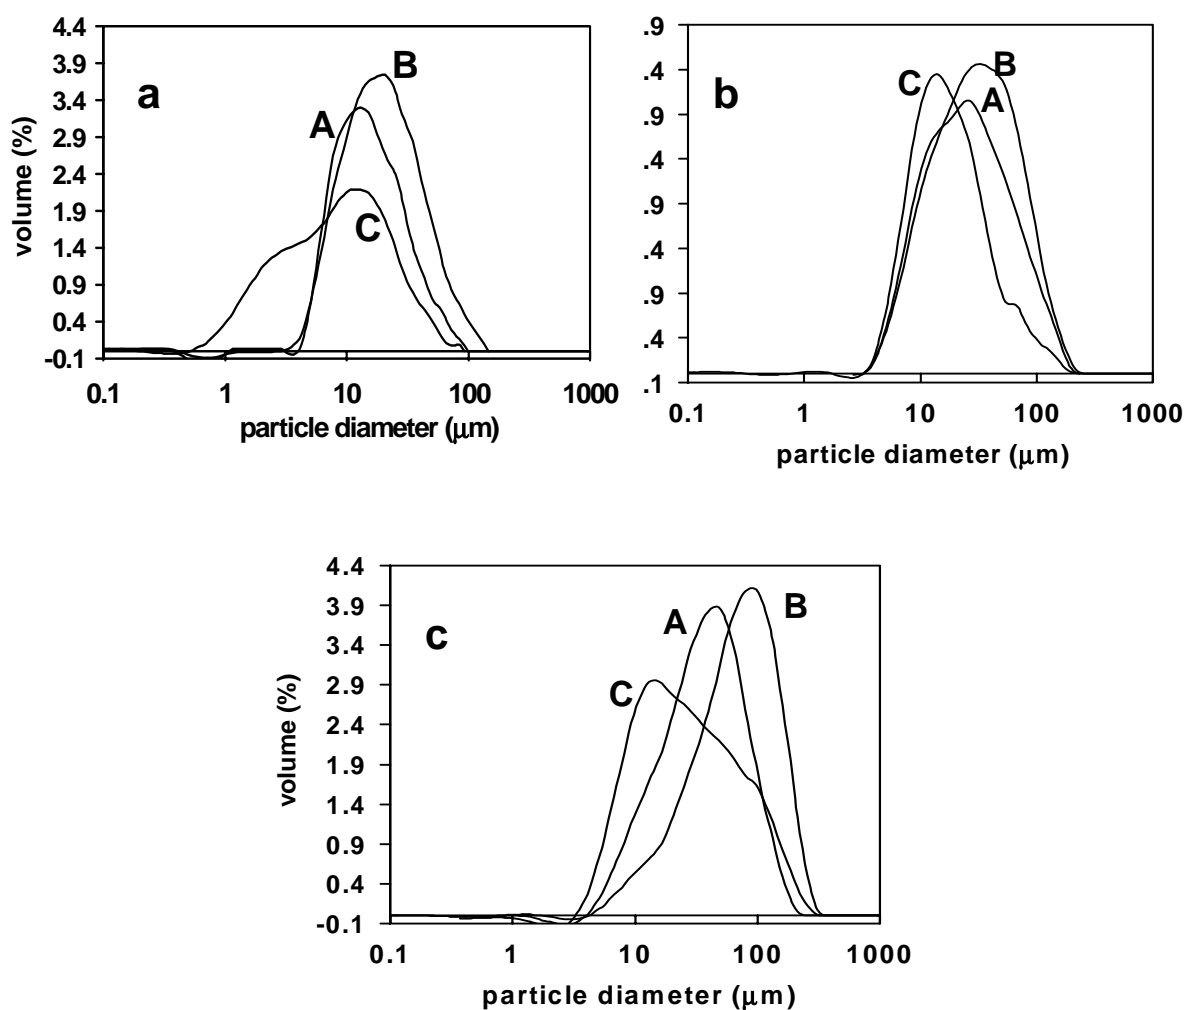 4.4
3.9
3.4
2.9
2.4
1.9
1.4
0.9
0.4
-0.1
volume (%)
a
A
B
C
0.1 1 10 100 1000
particle diameter (μm)
.9
.4
.9
.4
.9
.4
.9
.4
.1
b
C
B
A
0.1 1 10 100 1000
particle diameter (μm)
4.4
3.9
3.4
2.9
2.4
1.9
1.4
0.9
0.4
-0.1
volume (%)
c
A
B
C
0.1 1 10 100 1000
particle diameter (μm)